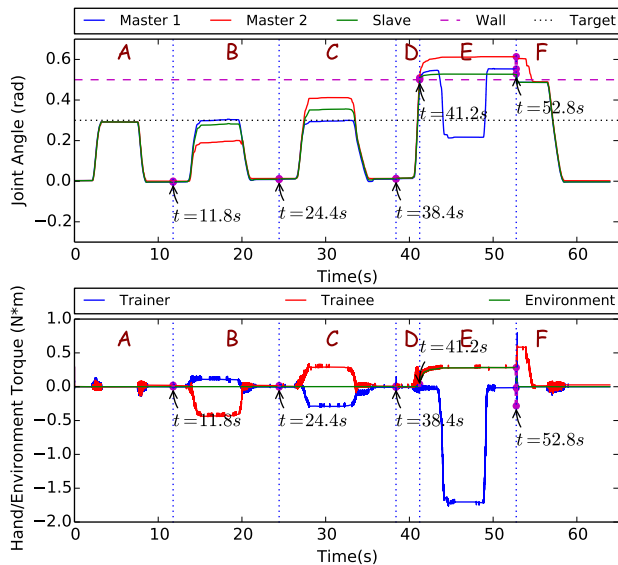 Master 1 Master 2 Slave Wall Target
A B C D E F
Joint Angle (rad)
0.6
0.4
0.2
0.0
−0.2
t=11.8s
t=24.4s
t=38.4s
t=41.2s
t=52.8s
0 10 20 30 40 50 60
Time(s)
Trainer Trainee Environment
A B C D E F
Hand/Environment Torque (N*m)
1.0
0.5
0.0
−0.5
−1.0
−1.5
−2.0
t=11.8s
t=24.4s
t=38.4s
t=41.2s
t=52.8s
0 10 20 30 40 50 60
Time(s)